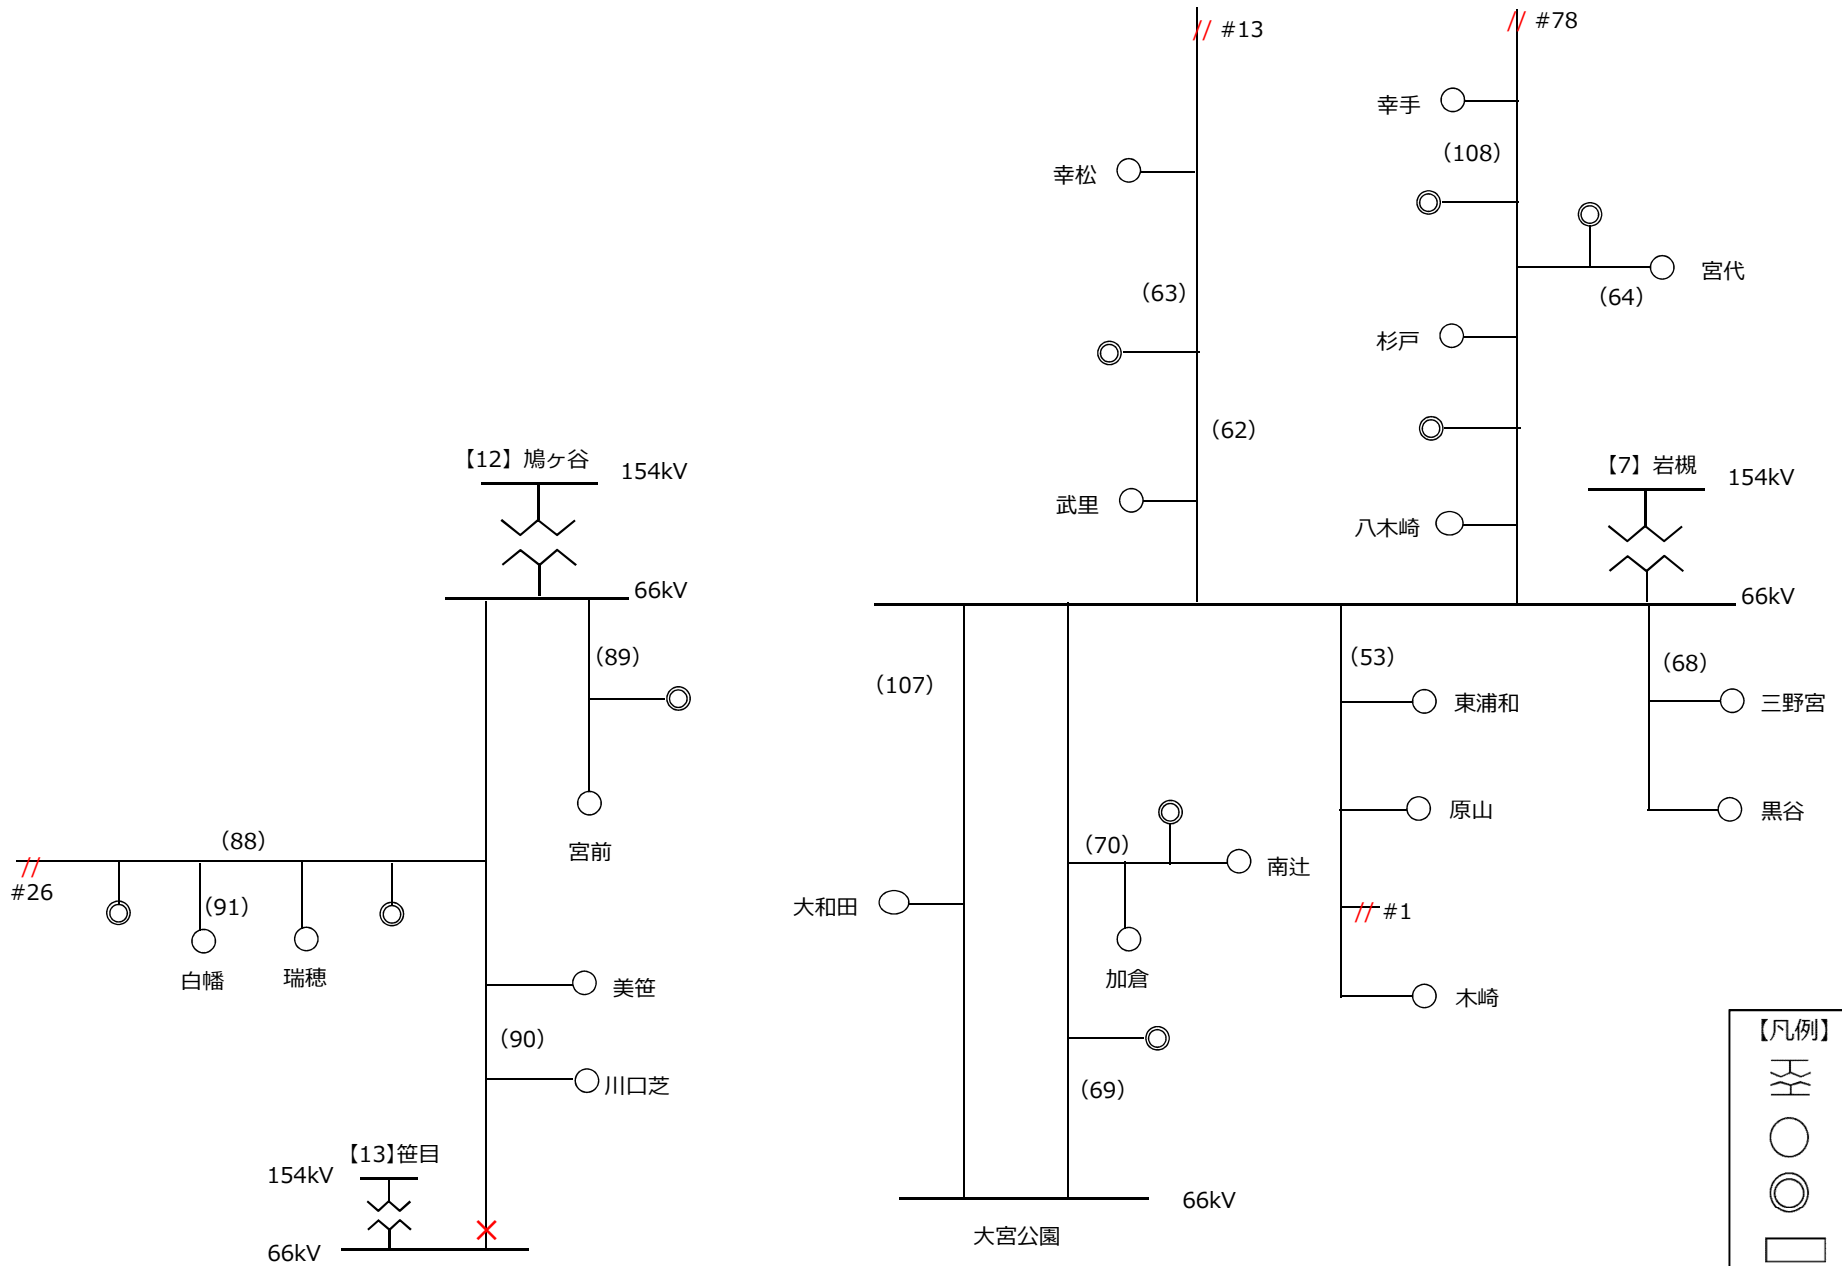 #13
#78
幸手
(108)
幸松
宮代
(64)
(63)
杉戸
(62)
【12】鳩ヶ谷
154kV
【7】岩槻
154kV
武里
八木崎
66kV
66kV
(89)
(107)
(53)
(68)
東浦和
三野宮
原山
黒谷
(88)
宮前
(70)
南辻
#26
(91)
大和田
#1
白幡
瑞穂
加倉
美笹
木崎
(90)
【凡例】
川口芝
(69)
【13】笹目
154kV
66kV
大宮公園
66kV